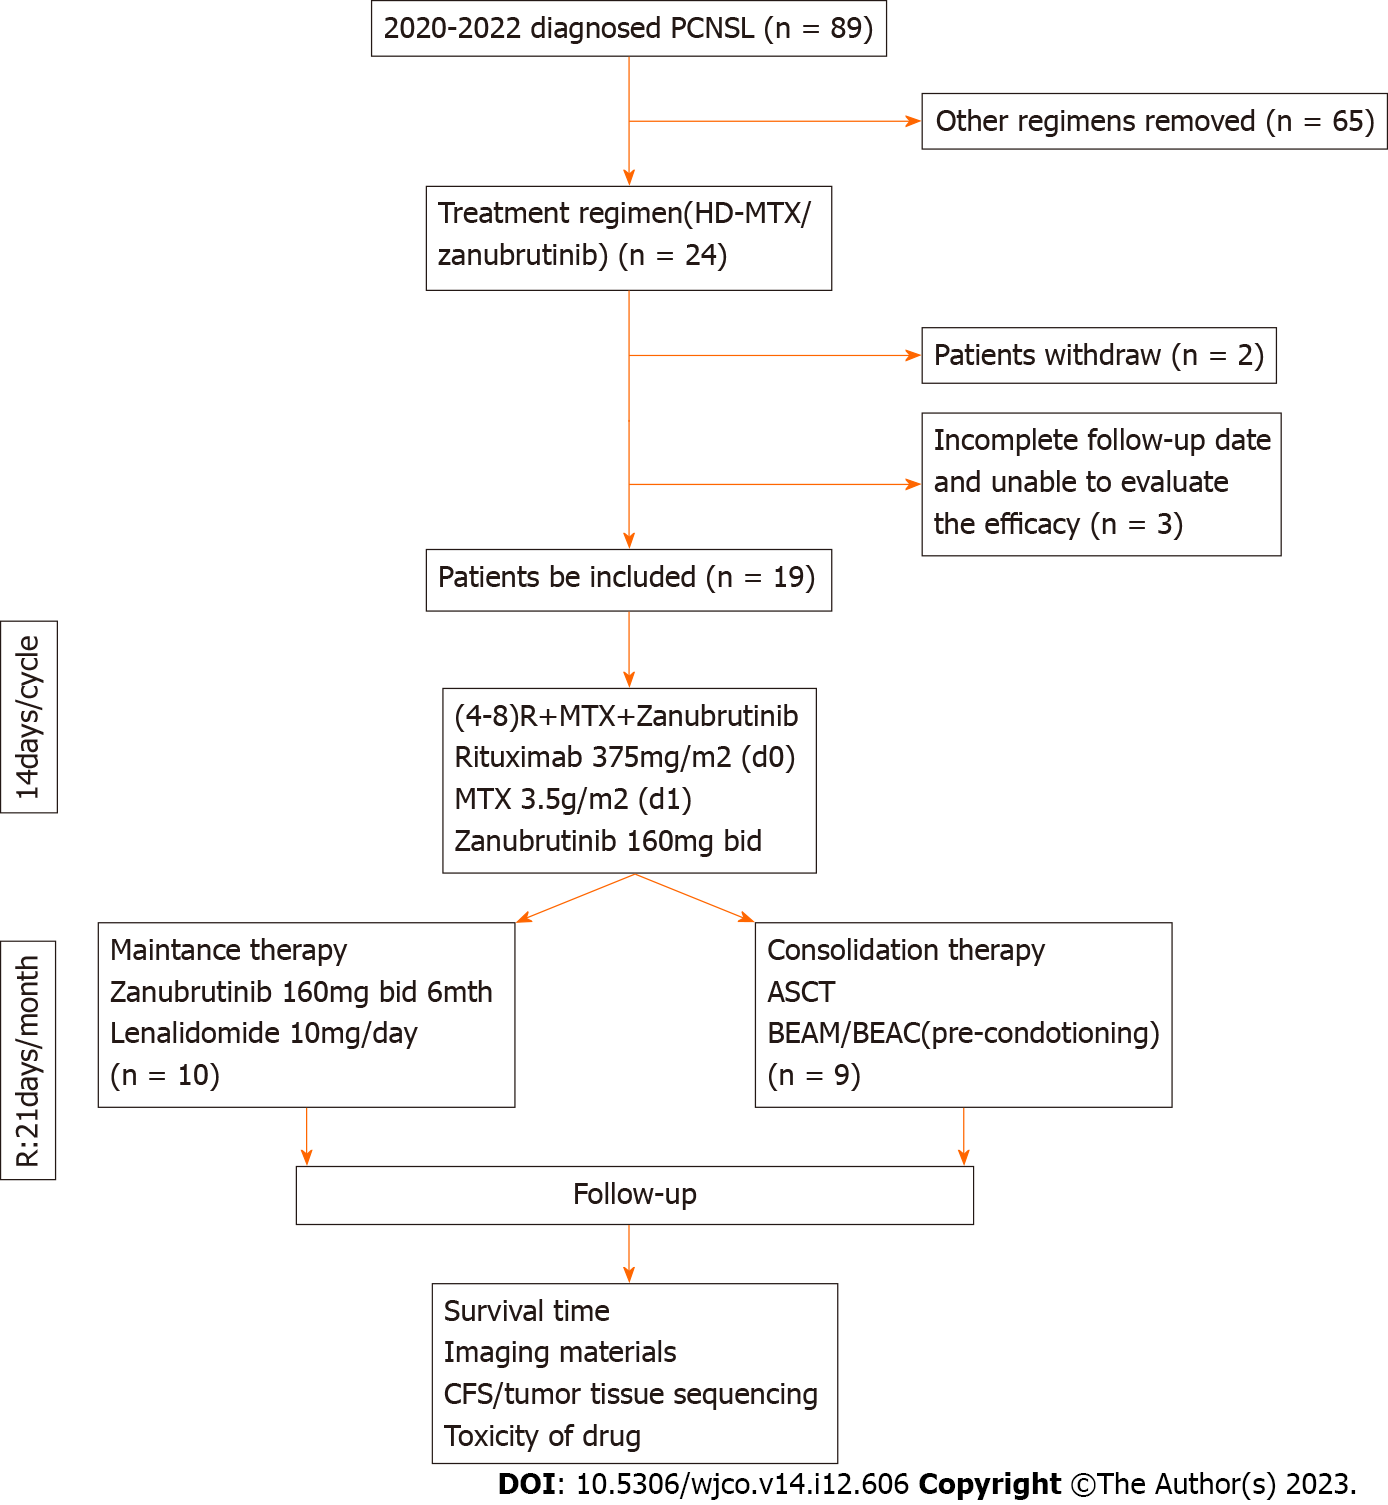 2020-2022 diagnosed PCNSL (n = 89)
Other regimens removed (n = 65)
Treatment regimen(HD-MTX/
zanubrutinib) (n = 24)
Patients withdraw (n = 2)
Incomplete follow-up date
and unable to evaluate
the efficacy (n = 3)
Patients be included (n = 19)
14days/cycle
(4-8)R+MTX+Zanubrutinib
Rituximab 375mg/m2 (d0)
MTX 3.5g/m2 (d1)
Zanubrutinib 160mg bid
R:21days/month
Maintance therapy
Zanubrutinib 160mg bid 6mth
Lenalidomide 10mg/day
(n = 10)
Consolidation therapy
ASCT
BEAM/BEAC(pre-condotioning)
(n = 9)
Follow-up
Survival time
Imaging materials
CFS/tumor tissue sequencing
Toxicity of drug
DOI: 10.5306/wjco.v14.i12.606 Copyright ©The Author(s) 2023.